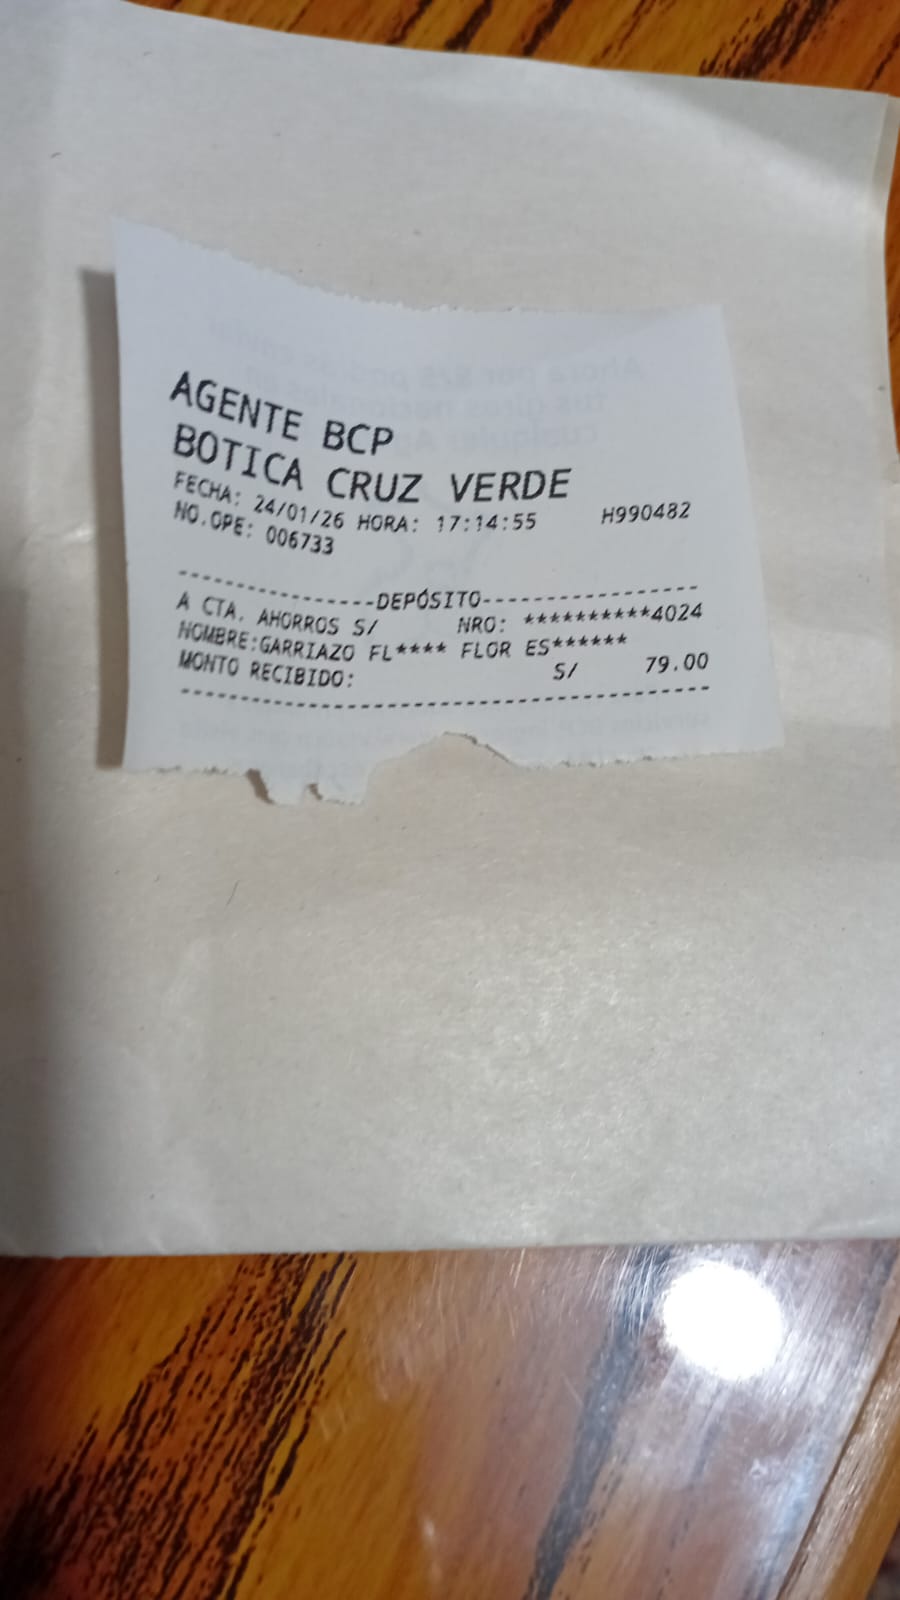 AGENTE BCP
BOTICA CRUZ VERDE
FECHA: 24/01/26 HORA: 17:14:55 H990482
NO.OPE: 006733
----------------DEPÓSITO-----------------
A CTA. AHORROS S/ NRO: **********4024
NOMBRE:GARRIAZO FL**** FLOR ES******
MONTO RECIBIDO: S/ 79.00
-----------------------------------------